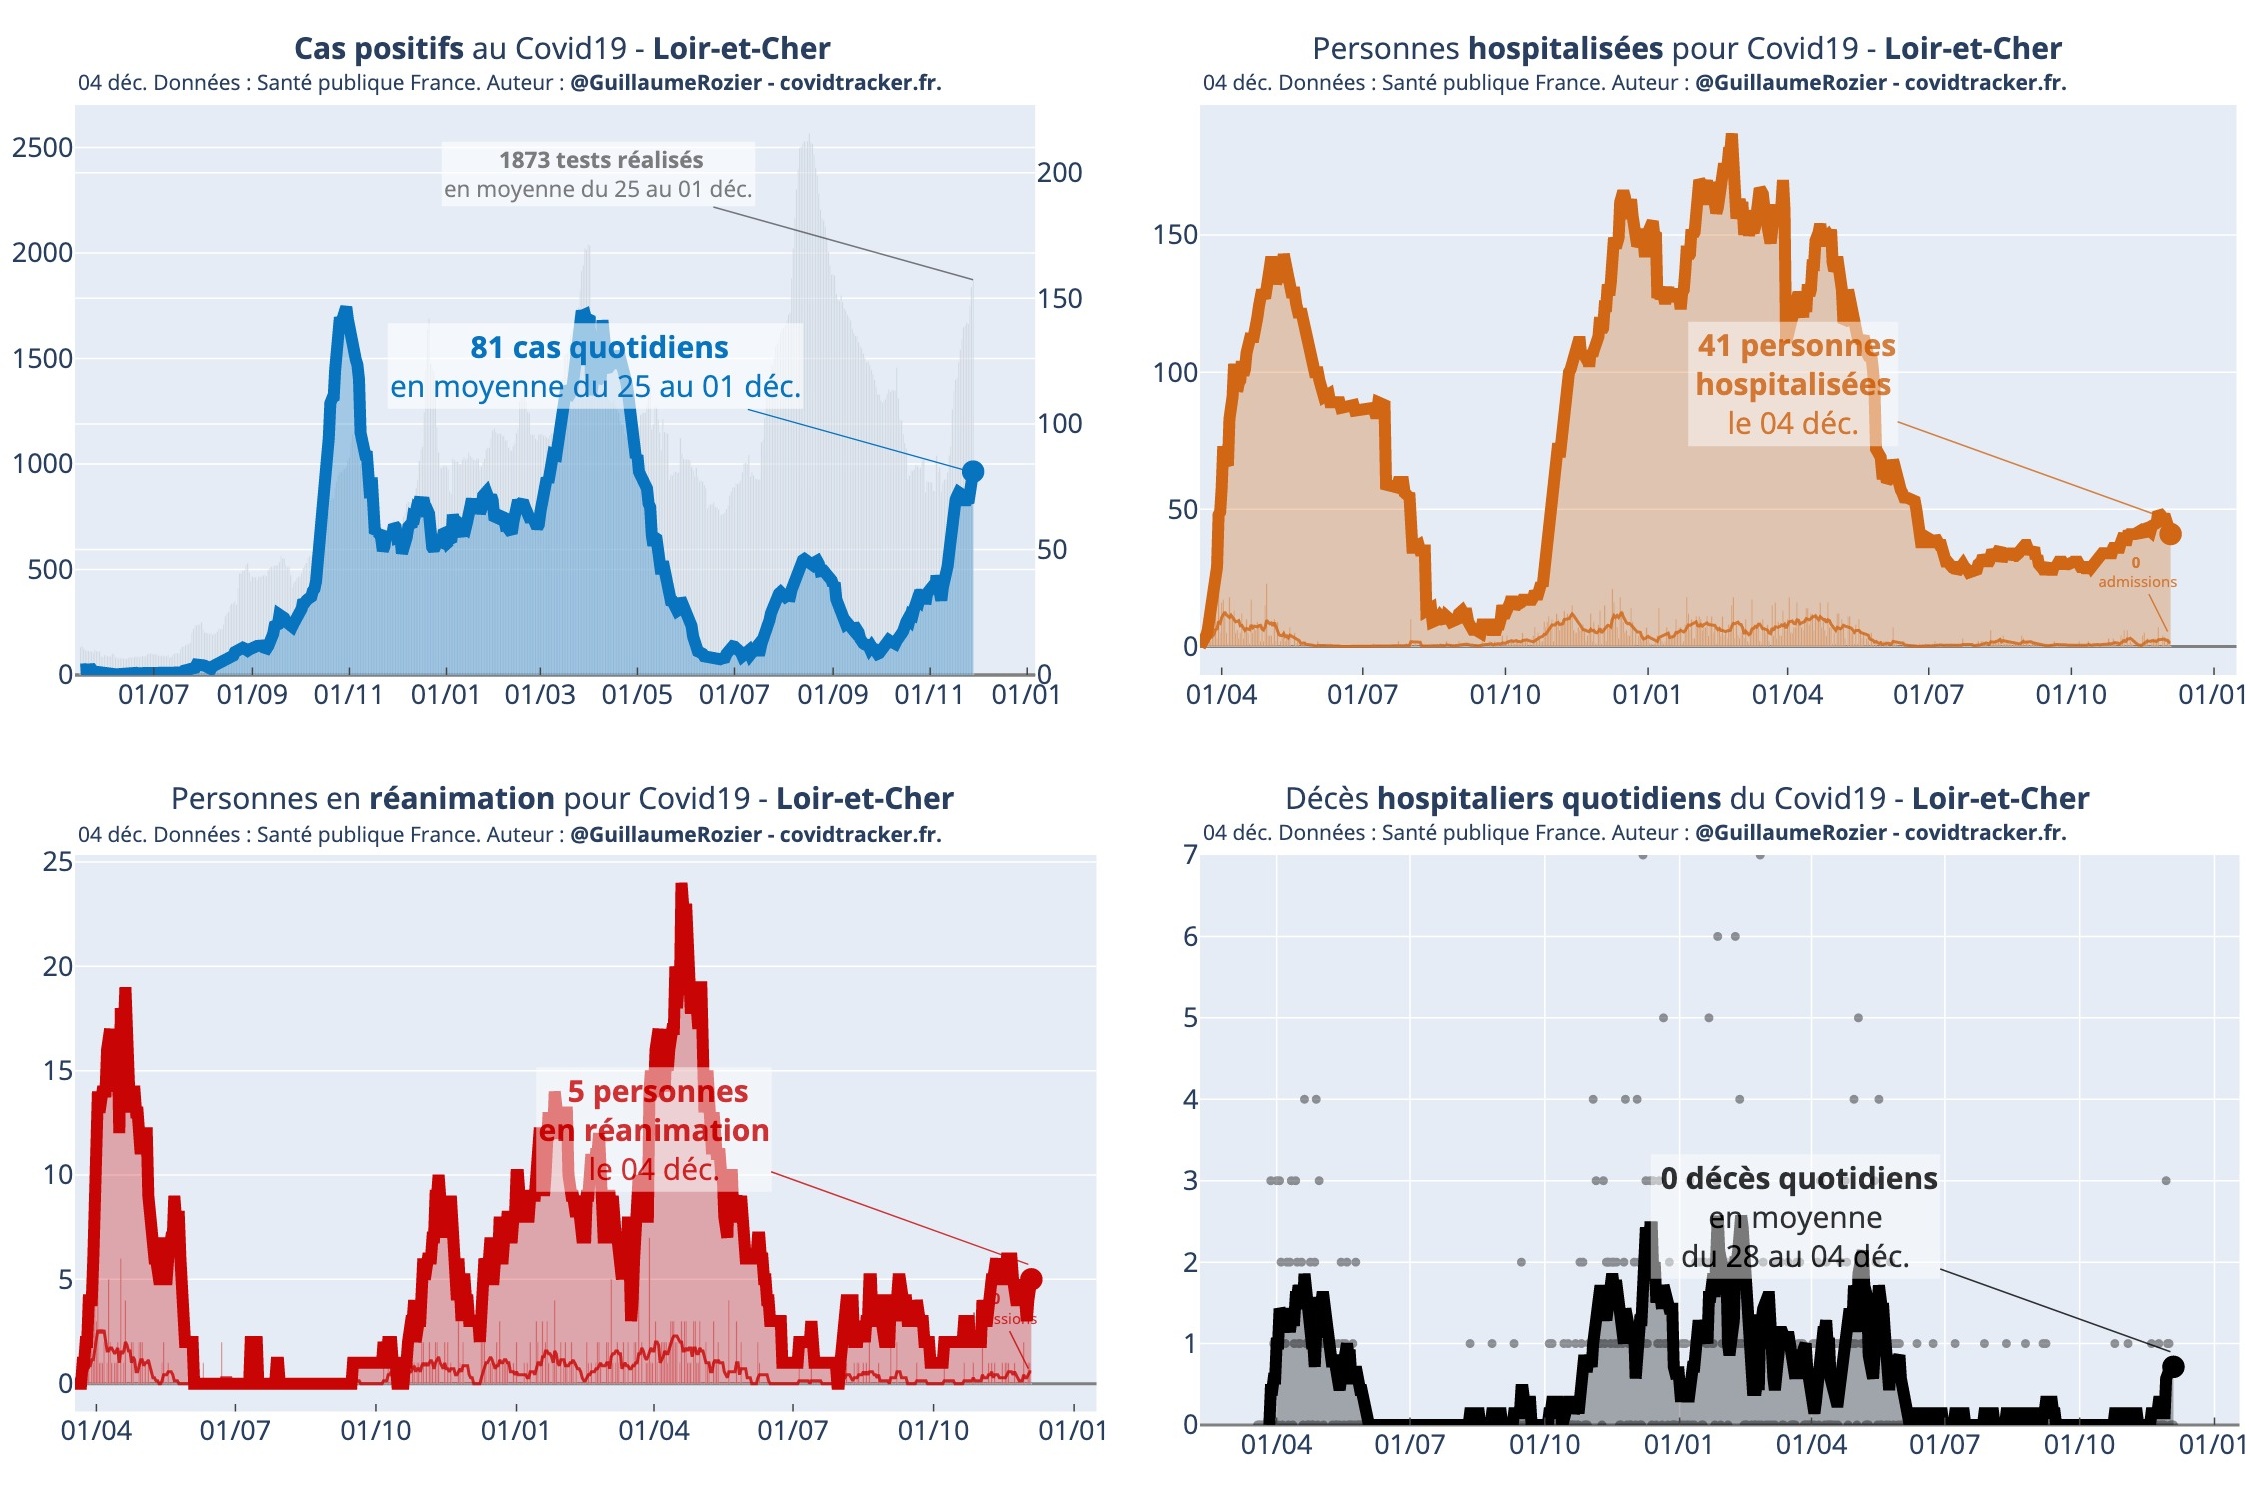 Cas positifs au Covid19 - Loir-et-Cher
04 déc. Données : Santé publique France. Auteur : @GuillaumeRozier - covidtracker.fr.
2500
2000
1500
1000
500
0
200
150
100
50
0
1873 tests réalisés
en moyenne du 25 au 01 déc.
81 cas quotidiens
en moyenne du 25 au 01 déc.
01/07 01/09 01/11 01/01 01/03 01/05 01/07 01/09 01/11 01/01
Personnes hospitalisées pour Covid19 - Loir-et-Cher
04 déc. Données : Santé publique France. Auteur : @GuillaumeRozier - covidtracker.fr.
150
100
50
0
41 personnes
hospitalisées
le 04 déc.
0
admissions
01/04 01/07 01/10 01/01 01/04 01/07 01/10 01/01
Personnes en réanimation pour Covid19 - Loir-et-Cher
04 déc. Données : Santé publique France. Auteur : @GuillaumeRozier - covidtracker.fr.
25
20
15
10
5
0
5 personnes
en réanimation
le 04 déc.
01/04 01/07 01/10 01/01 01/04 01/07 01/10 01/01
Décès hospitaliers quotidiens du Covid19 - Loir-et-Cher
04 déc. Données : Santé publique France. Auteur : @GuillaumeRozier - covidtracker.fr.
7
6
5
4
3
2
1
0
0 décès quotidiens
en moyenne
du 28 au 04 déc.
01/04 01/07 01/10 01/01 01/04 01/07 01/10 01/01